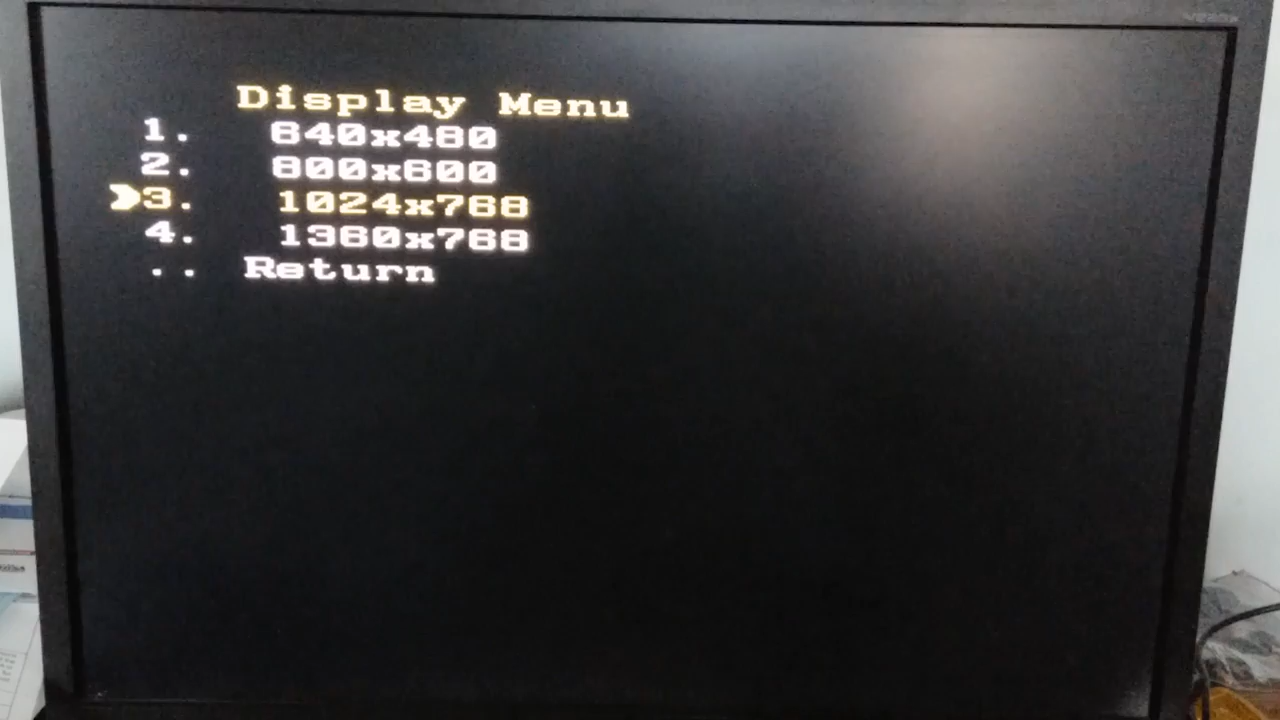 Display Menu
1. 640x480
2. 800x600
3. 1024x768
4. 1360x768
.. Return